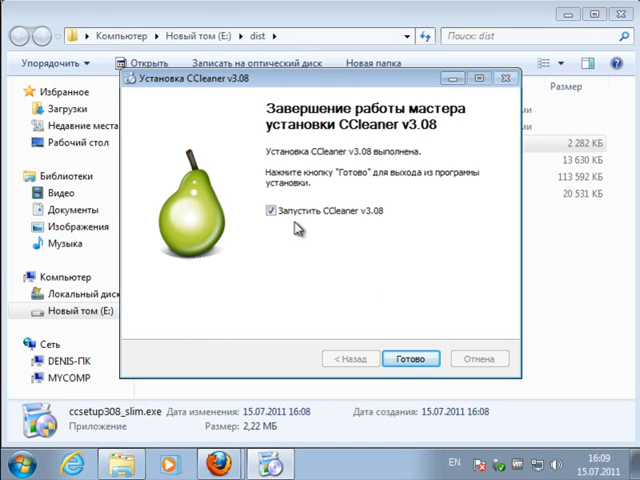 Компьютер
Новый том (E:)
dist
Поиск: dist
Упорядочить
Открыть
Записать на оптический диск
Новая папка
Установка CCleaner v3.08
Избранное
Загрузки
Недавние места
Рабочий стол
Библиотеки
Видео
Документы
Изображения
Музыка
Компьютер
Локальный диск
Новый том (E:)
Сеть
DENIS-ПК
MYCOMP
Завершение работы мастера
установки CCleaner v3.08
Установка CCleaner v3.08 выполнена.
Нажмите кнопку "Готово" для выхода из программы
установки.
Запустить CCleaner v3.08
< Назад
Готово
Отмена
Размер
2 282 КБ
13 630 КБ
113 592 КБ
20 531 КБ
ccsetup308_slim.exe
Дата изменения: 15.07.2011 16:08
Дата создания: 15.07.2011 16:08
Приложение
Размер: 2,22 МБ
EN
16:09
15.07.2011